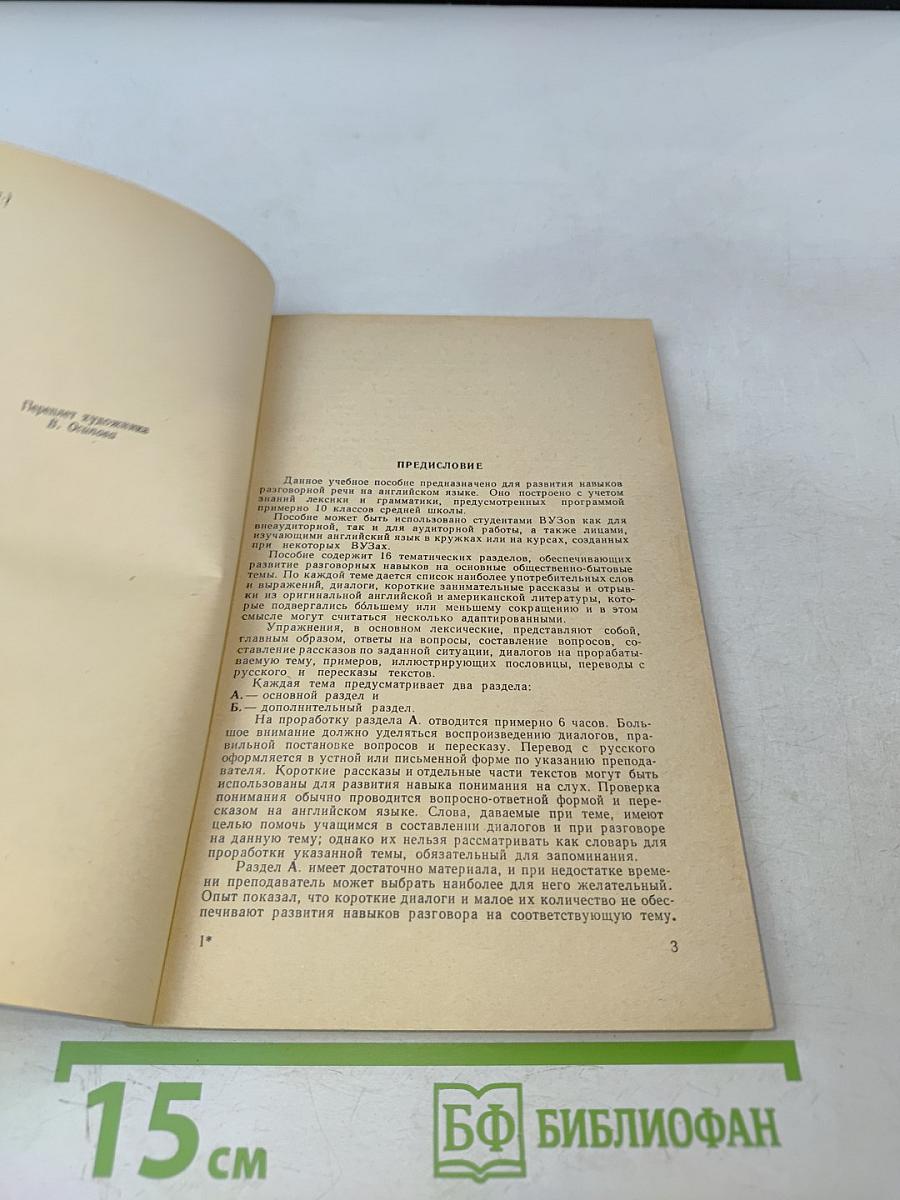 Переплет художника
В. Осипова
ПРЕДИСЛОВИЕ
Данное учебное пособие предназначено для развития навыков
разговорной речи на английском языке. Оно построено с учетом
знаний лексики и грамматики, предусмотренных программой
примерно 10 классов средней школы.
Пособие может быть использовано студентами ВУЗов как для
внеаудиторной, так и для аудиторной работы, а также лицами,
изучающими английский язык в кружках или на курсах, созданных
при некоторых ВУЗах.
Пособие содержит 16 тематических разделов, обеспечивающих
развитие разговорных навыков на основные общественно-бытовые
темы. По каждой теме дается список наиболее употребительных слов
и выражений, диалоги, короткие занимательные рассказы и отрыв-
ки из оригинальной английской и американской литературы, кото-
рые подвергались бо́льшему или меньшему сокращению и в этом
смысле могут считаться несколько адаптированными.
Упражнения, в основном лексические, представляют собой,
главным образом, ответы на вопросы, составление вопросов, со-
ставление рассказов по заданной ситуации, диалогов на прорабаты-
ваемую тему, примеров, иллюстрирующих пословицы, переводы с
русского и пересказы текстов.
Каждая тема предусматривает два раздела:
А.— основной раздел и
Б.— дополнительный раздел.
На проработку раздела А. отводится примерно 6 часов. Боль-
шое внимание должно уделяться воспроизведению диалогов, пра-
вильной постановке вопросов и пересказу. Перевод с русского
оформляется в устной или письменной форме по указанию препода-
вателя. Короткие рассказы и отдельные части текстов могут быть
использованы для развития навыка понимания на слух. Проверка
понимания обычно проводится вопросно-ответной формой и пере-
сказом на английском языке. Слова, даваемые при теме, имеют
целью помочь учащимся в составлении диалогов и при разговоре
на данную тему; однако их нельзя рассматривать как словарь для
проработки указанной темы, обязательный для запоминания.
Раздел А. имеет достаточно материала, и при недостатке време-
ни преподаватель может выбрать наиболее для него желательный.
Опыт показал, что короткие диалоги и малое их количество не обес-
печивают развития навыков разговора на соответствующую тему.
1*
3
15 см
БФ БИБЛИОФАН